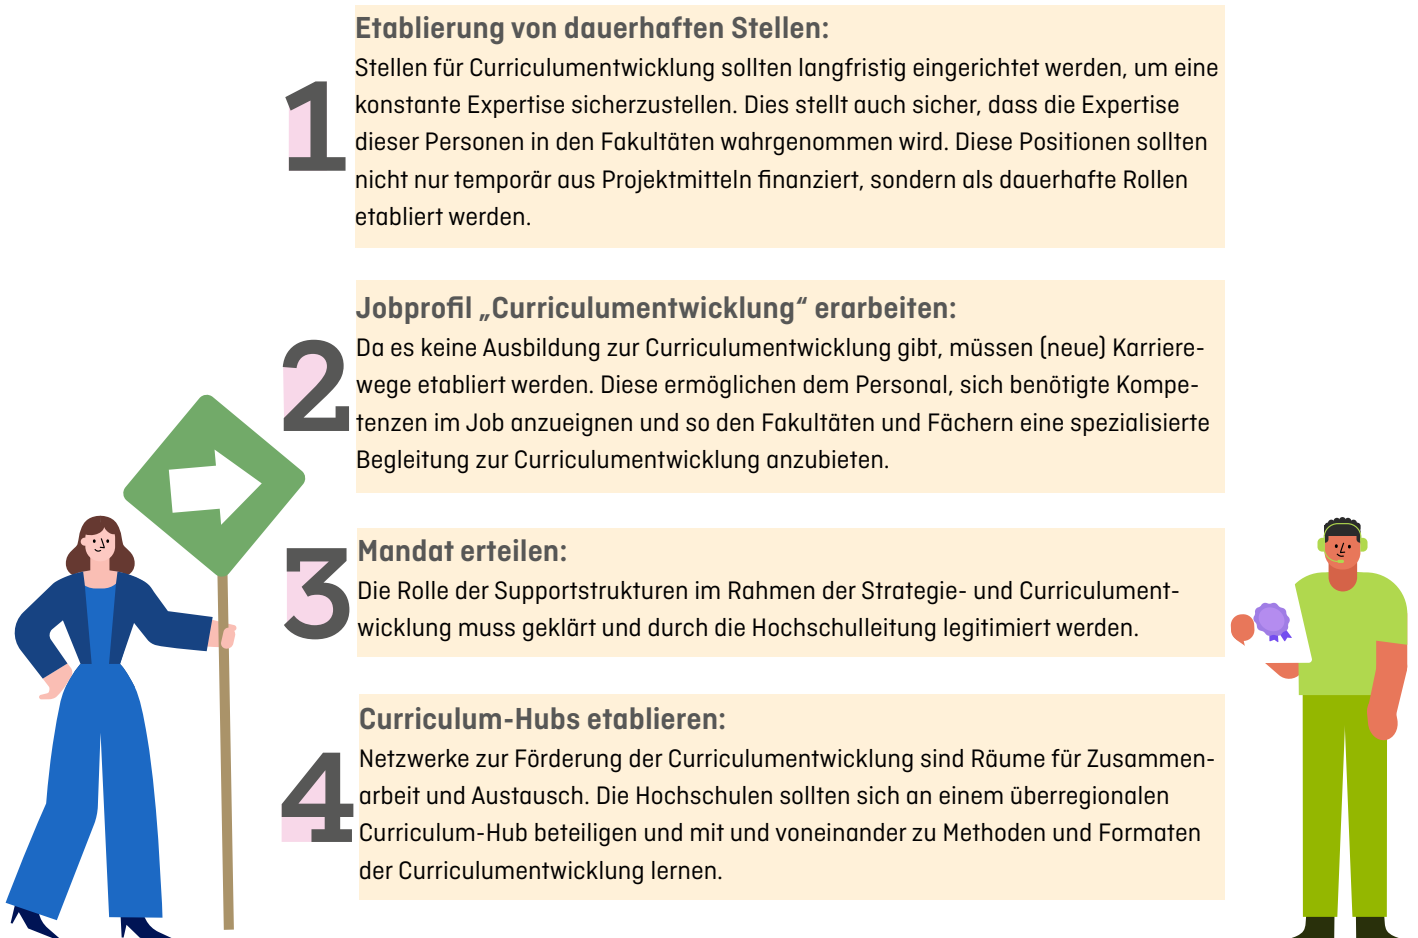 1
Etablierung von dauerhaften Stellen:
Stellen für Curriculumentwicklung sollten langfristig eingerichtet werden, um eine
konstante Expertise sicherzustellen. Dies stellt auch sicher, dass die Expertise
dieser Personen in den Fakultäten wahrgenommen wird. Diese Positionen sollten
nicht nur temporär aus Projektmitteln finanziert, sondern als dauerhafte Rollen
etabliert werden.
2
Jobprofil „Curriculumentwicklung“ erarbeiten:
Da es keine Ausbildung zur Curriculumentwicklung gibt, müssen (neue) Karriere-
wege etabliert werden. Diese ermöglichen dem Personal, sich benötigte Kompe-
tenzen im Job anzueignen und so den Fakultäten und Fächern eine spezialisierte
Begleitung zur Curriculumentwicklung anzubieten.
3
Mandat erteilen:
Die Rolle der Supportstrukturen im Rahmen der Strategie- und Curriculument-
wicklung muss geklärt und durch die Hochschulleitung legitimiert werden.
4
Curriculum-Hubs etablieren:
Netzwerke zur Förderung der Curriculumentwicklung sind Räume für Zusammen-
arbeit und Austausch. Die Hochschulen sollten sich an einem überregionalen
Curriculum-Hub beteiligen und mit und voneinander zu Methoden und Formaten
der Curriculumentwicklung lernen.